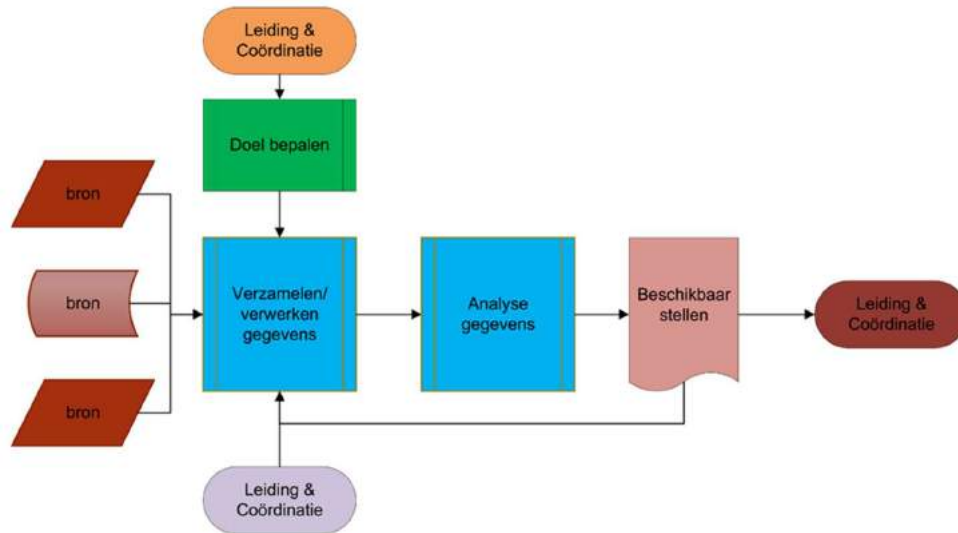 Leiding &
Coördinatie
Doel bepalen
bron
bron
bron
Verzamelen/
verwerken
gegevens
Analyse
gegevens
Beschikbaar
stellen
Leiding &
Coördinatie
Leiding &
Coördinatie